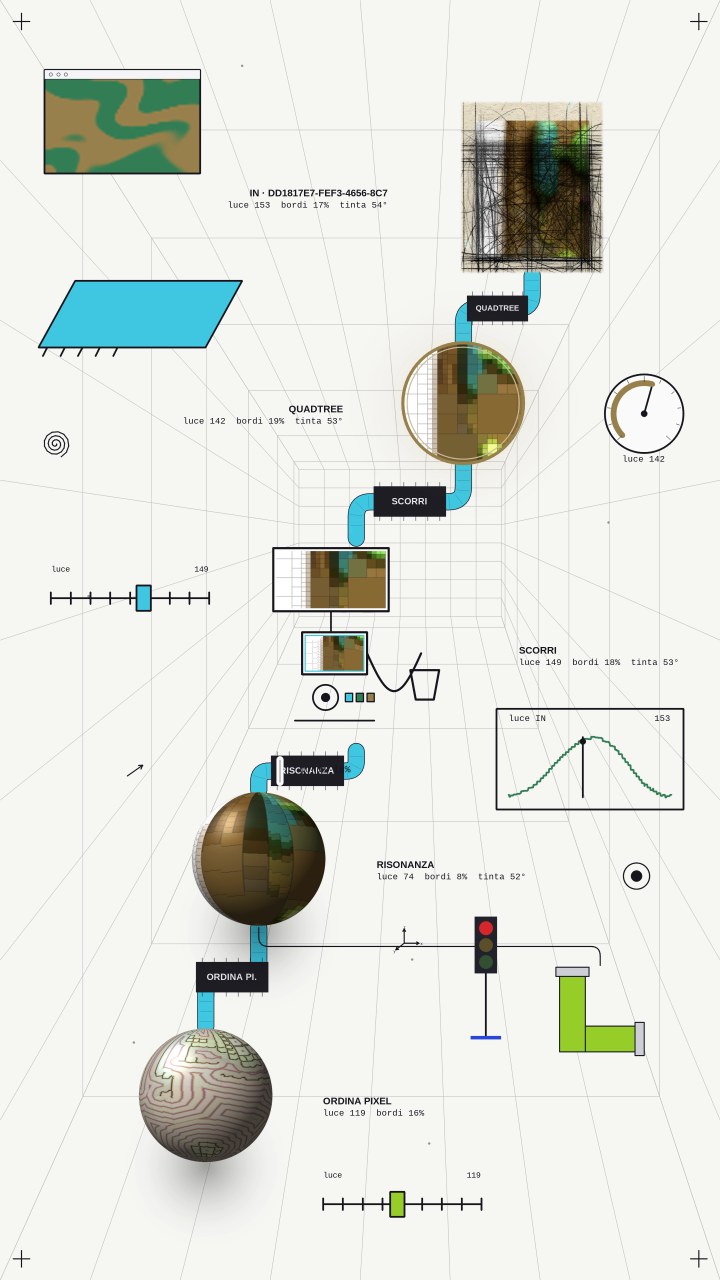 IN · DD1817E7-FEF3-4656-8C7
luce 153  bordi 17%  tinta 54°
QUADTREE
QUADTREE
luce 142  bordi 19%  tinta 53°
luce 142
SCORRI
luce 149
SCORRI
luce 149  bordi 18%  tinta 53°
luce IN 153
RISONANZA
RISONANZA
luce 74  bordi 8%  tinta 52°
ORDINA PI.
ORDINA PIXEL
luce 119  bordi 16%
luce 119